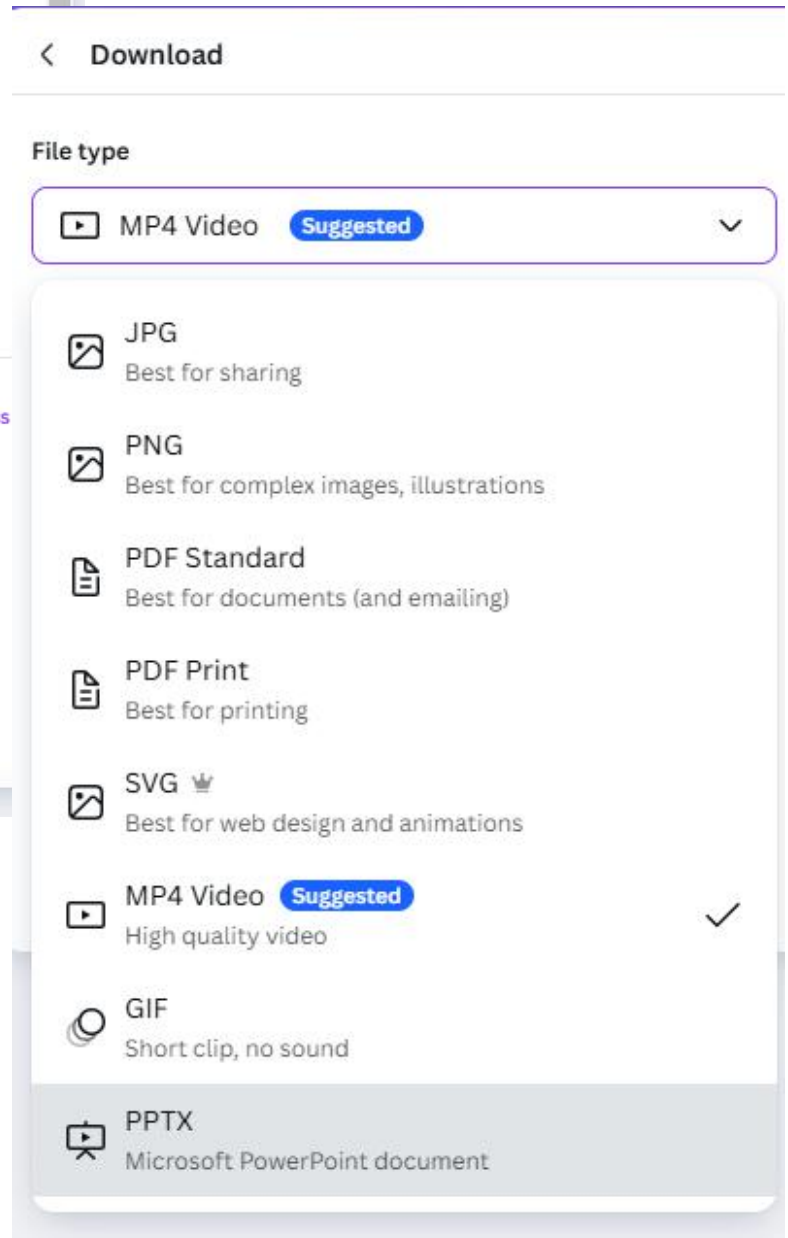 Download
File type
MP4 Video Suggested
JPG
Best for sharing
PNG
Best for complex images, illustrations
s
PDF Standard
Best for documents (and emailing)
PDF Print
Best for printing
SVG
Best for web design and animations
MP4 Video Suggested
High quality video
GIF
Short clip, no sound
PPTX
Microsoft PowerPoint document